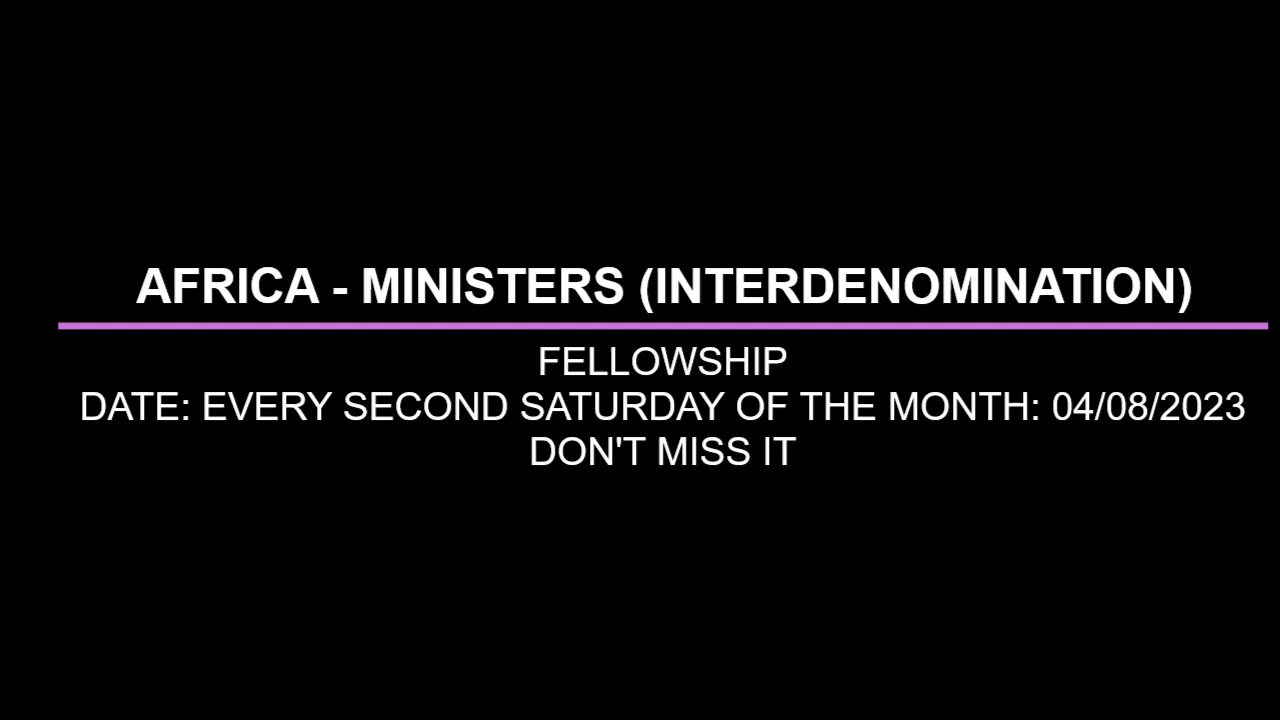 AFRICA - MINISTERS (INTERDENOMINATION)
FELLOWSHIP
DATE: EVERY SECOND SATURDAY OF THE MONTH: 04/08/2023
DON'T MISS IT